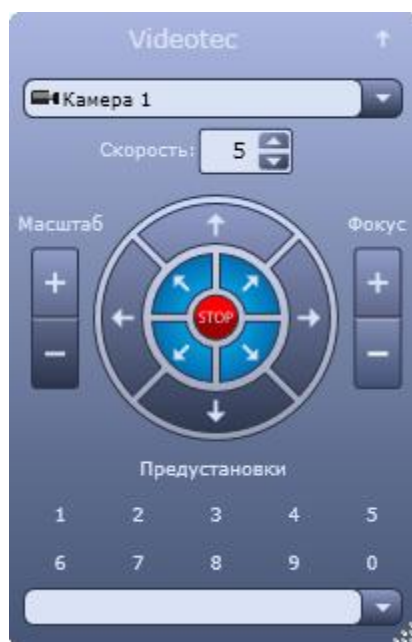 Videotec
Камера 1
Скорость: 5
Масштаб
Фокус
STOP
Предустановки
1 2 3 4 5
6 7 8 9 0